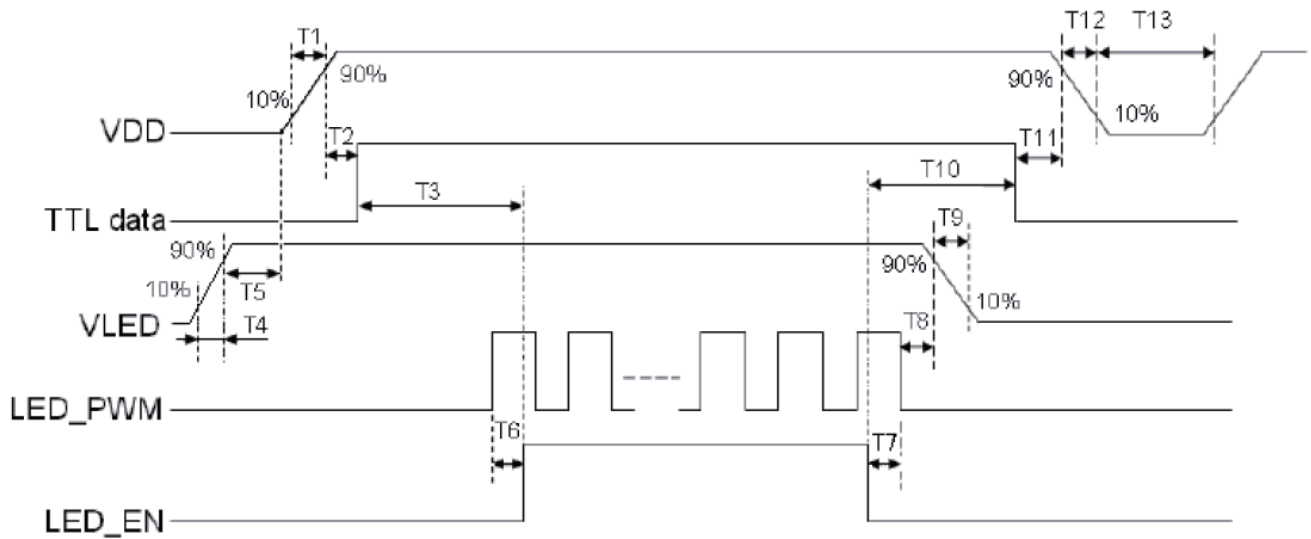 T1
T12
T13
90%
90%
10%
10%
VDD
T2
T11
T10
T3
TTL data
T9
90%
90%
10%
T5
10%
VLED
T4
T8
LED_PWM
T6
T7
LED_EN